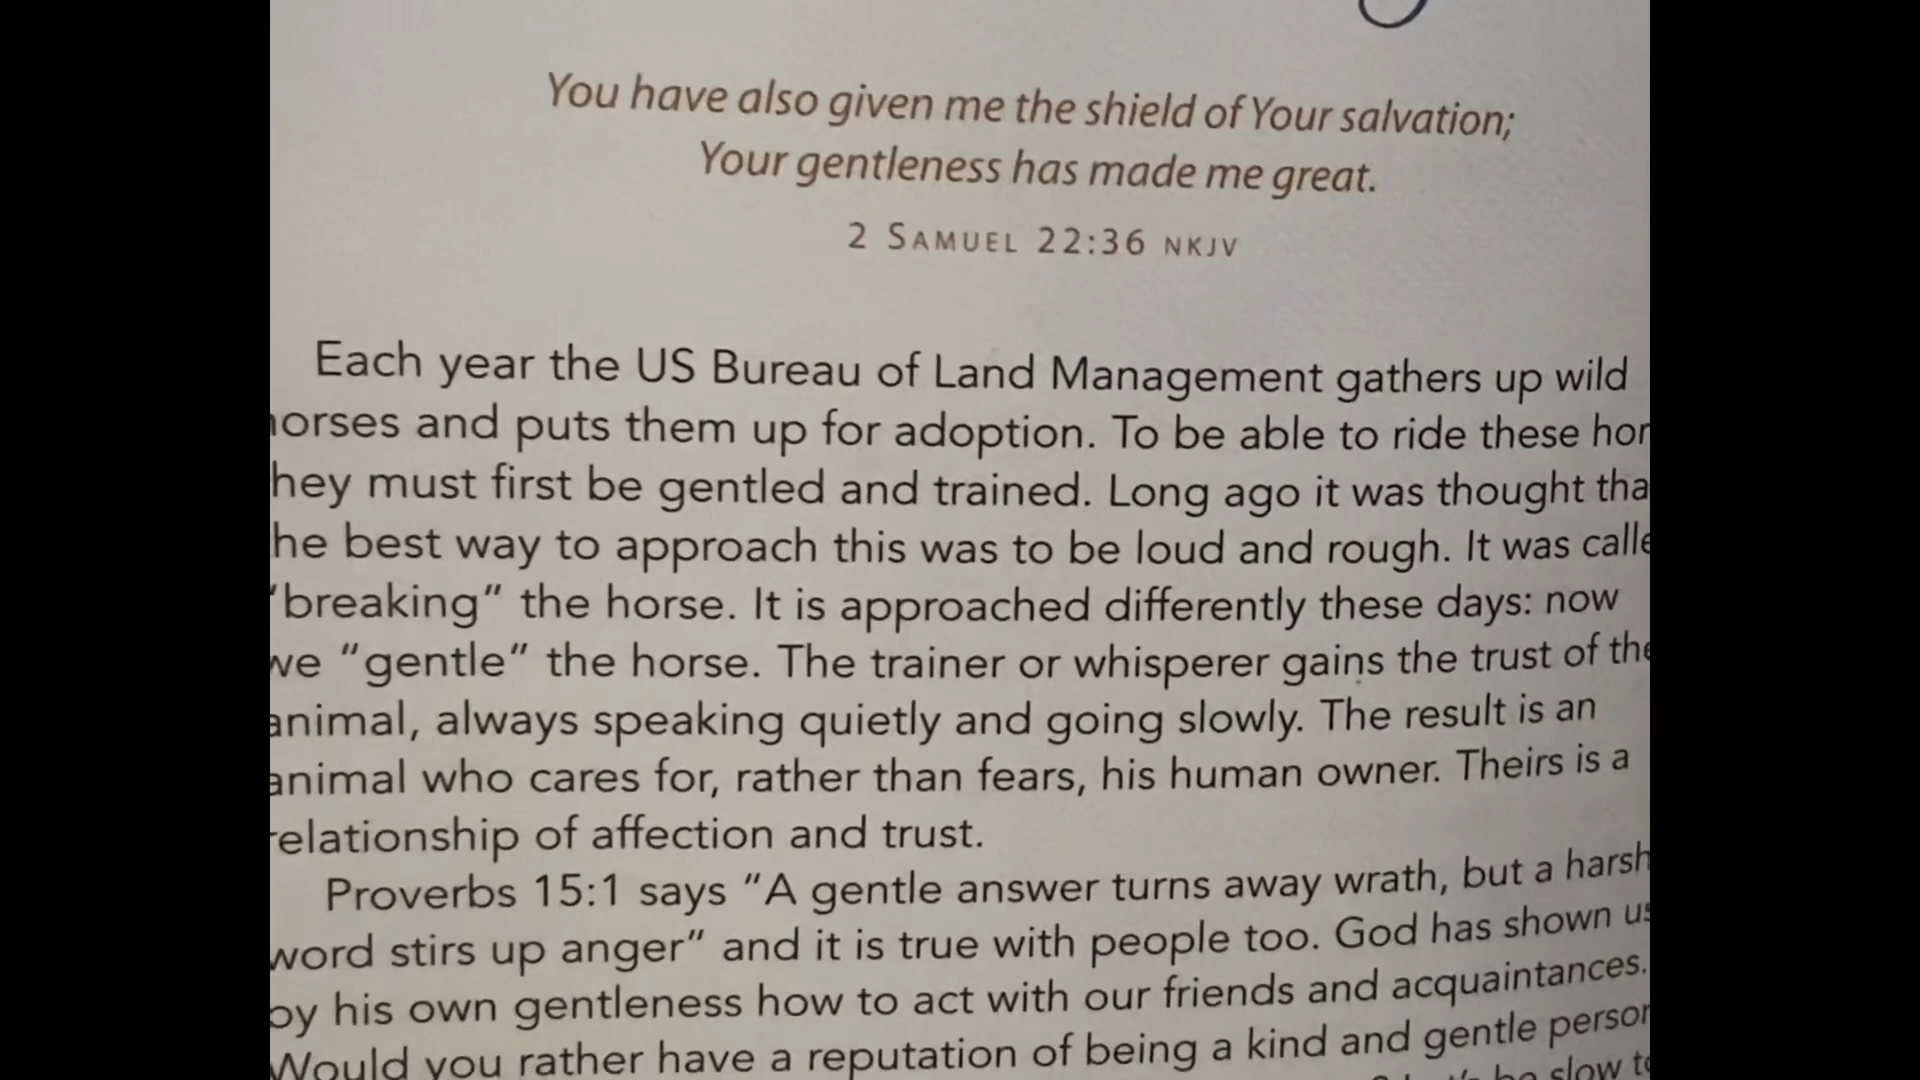 You have also given me the shield of Your salvation;
Your gentleness has made me great.
2 SAMUEL 22:36 NKJV
Each year the US Bureau of Land Management gathers up wild
orses and puts them up for adoption. To be able to ride these hor
hey must first be gentled and trained. Long ago it was thought tha
he best way to approach this was to be loud and rough. It was calle
"breaking" the horse. It is approached differently these days: now
we "gentle" the horse. The trainer or whisperer gains the trust of the
animal, always speaking quietly and going slowly. The result is an
animal who cares for, rather than fears, his human owner. Theirs is a
relationship of affection and trust.
Proverbs 15:1 says "A gentle answer turns away wrath, but a harsh
word stirs up anger" and it is true with people too. God has shown us
by his own gentleness how to act with our friends and acquaintances.
Would you rather have a reputation of being a kind and gentle person
be slow to